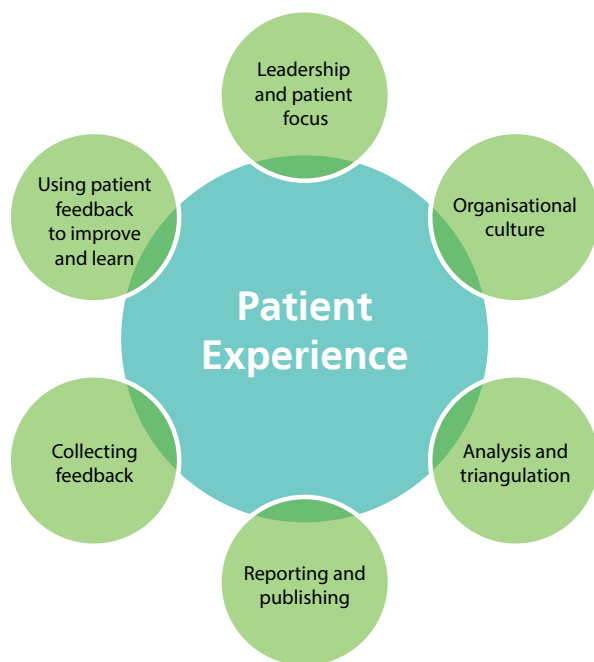 Leadership
and patient
focus
Using patient
feedback
to improve
and learn
Organisational
culture
Patient
Experience
Collecting
feedback
Analysis and
triangulation
Reporting and
publishing